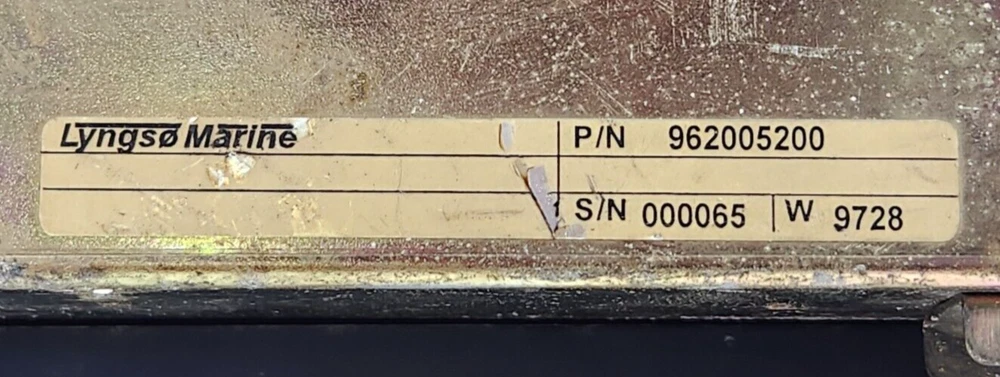 Lyngsø Marine P/N 962005200
S/N 000065 W 9728